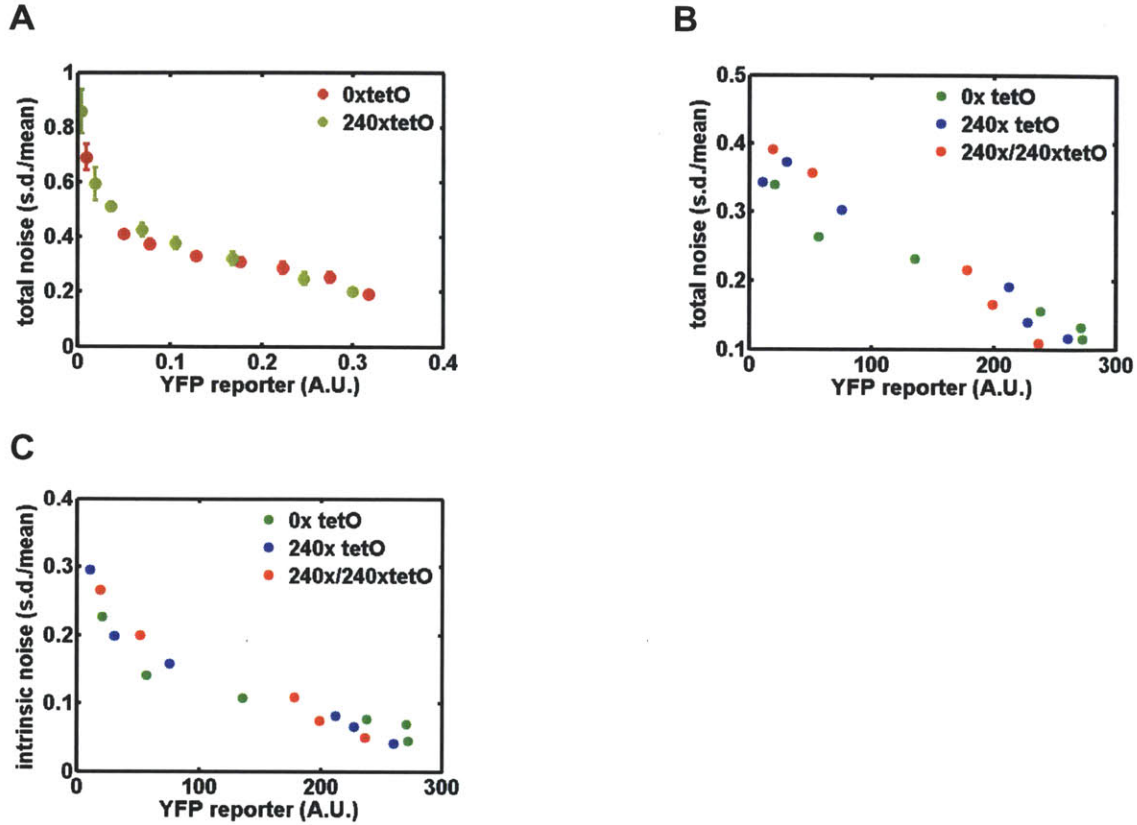 A
1
0.8
0.6
0.4
0.2
0
total noise (s.d./mean)
0xtetO
240xtetO
0
0.1
0.2
0.3
0.4
YFP reporter (A.U.)
B
0.5
0.4
0.3
0.2
0.1
total noise (s.d./mean)
0x tetO
240x tetO
240x/240xtetO
0
100
200
300
YFP reporter (A.U.)
C
0.4
0.3
0.2
0.1
0
intrinsic noise (s.d./mean)
0x tetO
240x tetO
240x/240xtetO
0
100
200
300
YFP reporter (A.U.)